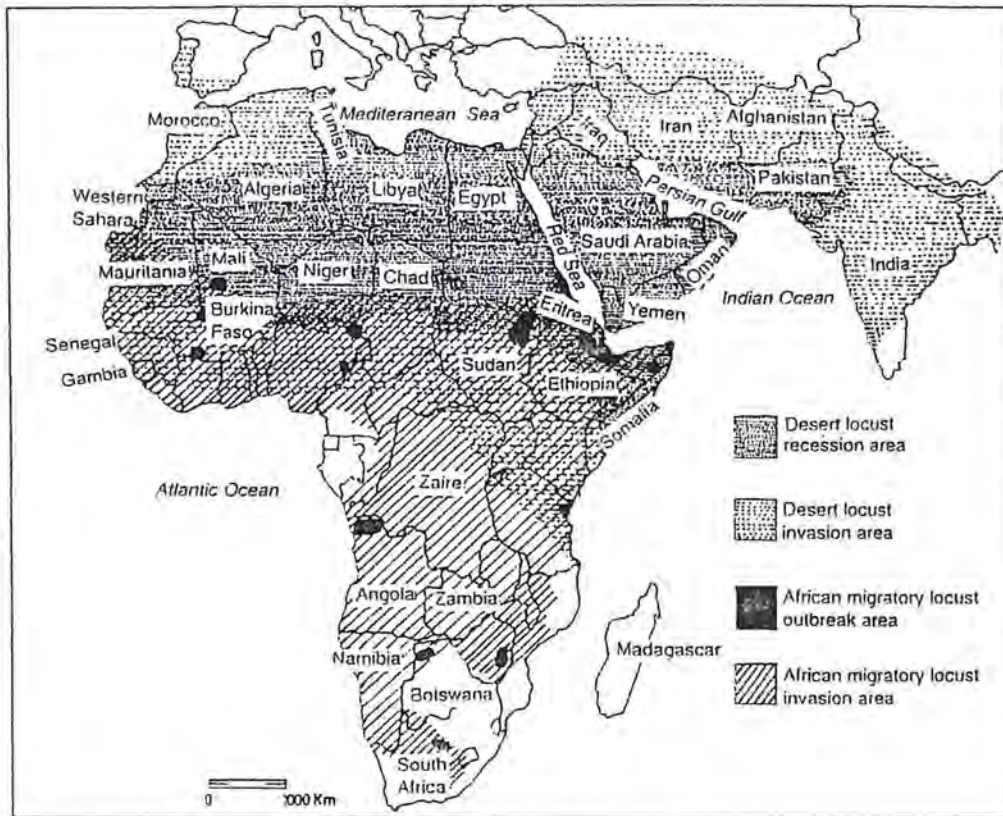 Mediteranean Sea
Morocco
Tunisia
Iraq
Iran
Afghanistan
Western
Sahara
Algeria
Libya
Egypt
Persian Gulf
Pakistan
Mauritania
Mali
Niger
Chad
Red Sea
Saudi Arabia
Oman
India
Burkina
Faso
Eritrea
Yemen
Indian Ocean
Senegal
Gambia
Sudan
Ethiopia
Somalia
Desert locust
recession area
Atlantic Ocean
Zaire
Desert locust
invasion area
Angola
Zambia
African migratory locust
outbreak area
Namibia
Botswana
Madagascar
African migratory locust
invasion area
South
Africa
0
1000 Km